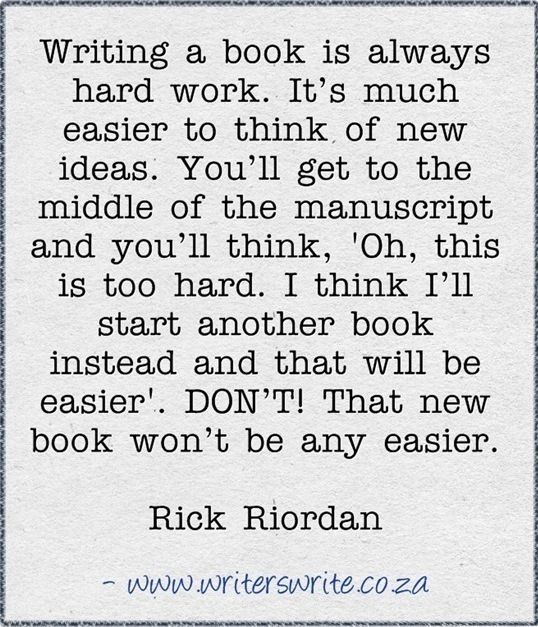 Writing a book is always
hard work. It’s much
easier to think of new
ideas. You’ll get to the
middle of the manuscript
and you’ll think, 'Oh, this
is too hard. I think I’ll
start another book
instead and that will be
easier'. DON’T! That new
book won’t be any easier.
Rick Riordan
- www.writerswrite.co.za